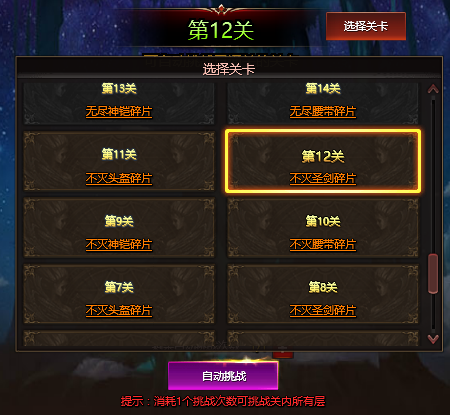 第12关
选择关卡
选择关卡
第13关
第14关
无尽神铠碎片
无尽腰带碎片
第11关
第12关
不灭头盔碎片
不灭圣剑碎片
第9关
第10关
不灭神铠碎片
不灭腰带碎片
第7关
第8关
不灭头盔碎片
不灭圣剑碎片
自动挑战
提示：消耗1个挑战次数可挑战关内所有层